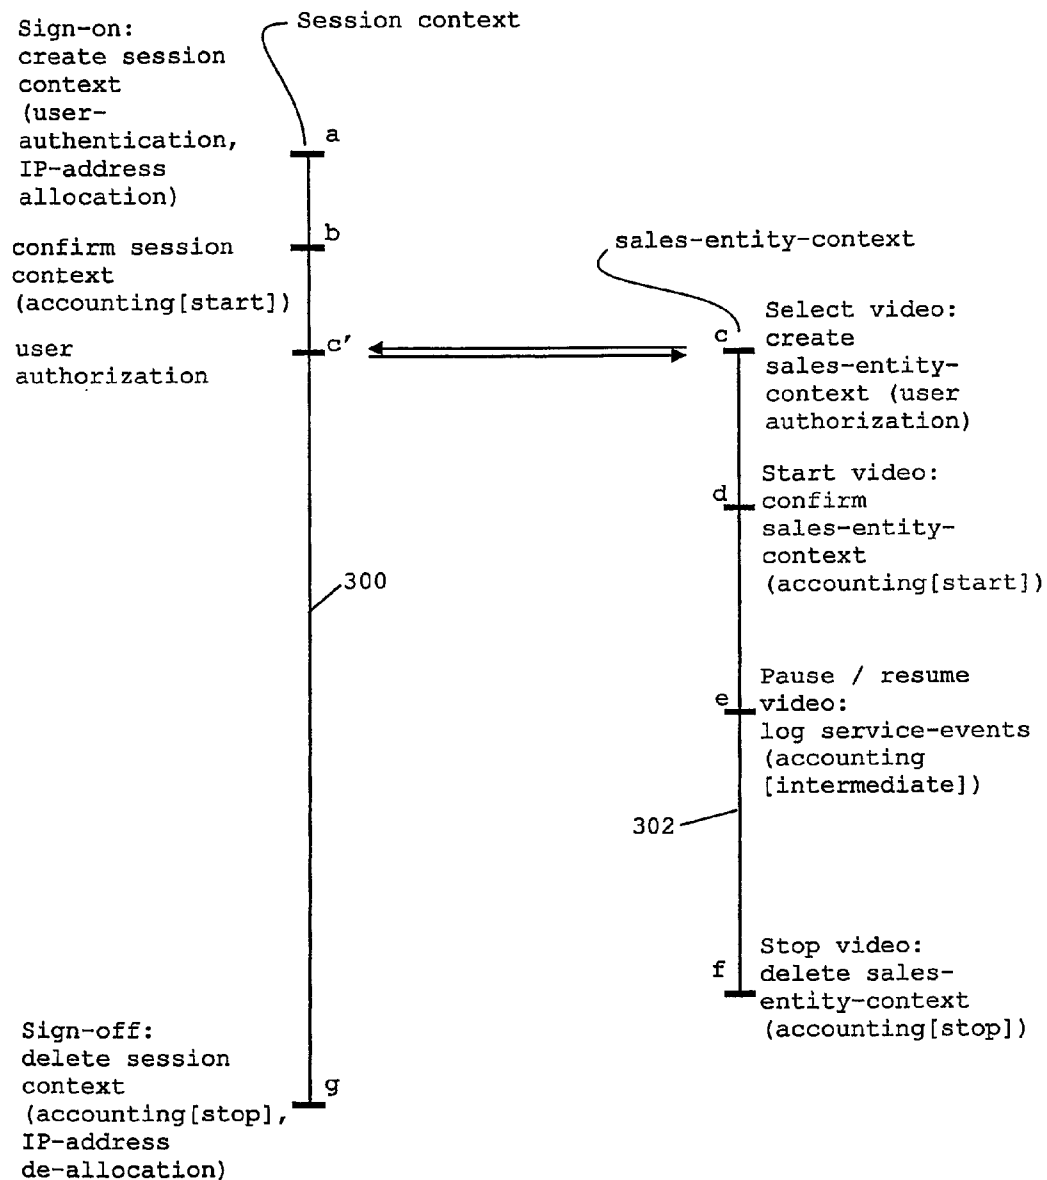 Session context
Sign-on:
create session
context
(user-
authentication,
IP-address
allocation)
a
b
confirm session
context
(accounting[start])
user
authorization
c'
sales-entity-context
c
Select video:
create
sales-entity-
context (user
authorization)
d
Start video:
confirm
sales-entity-
context
(accounting[start])
300
e
Pause / resume
video:
log service-events
(accounting
[intermediate])
302
f
Stop video:
delete sales-
entity-context
(accounting[stop])
Sign-off:
delete session
context
(accounting[stop],
IP-address
de-allocation)
g